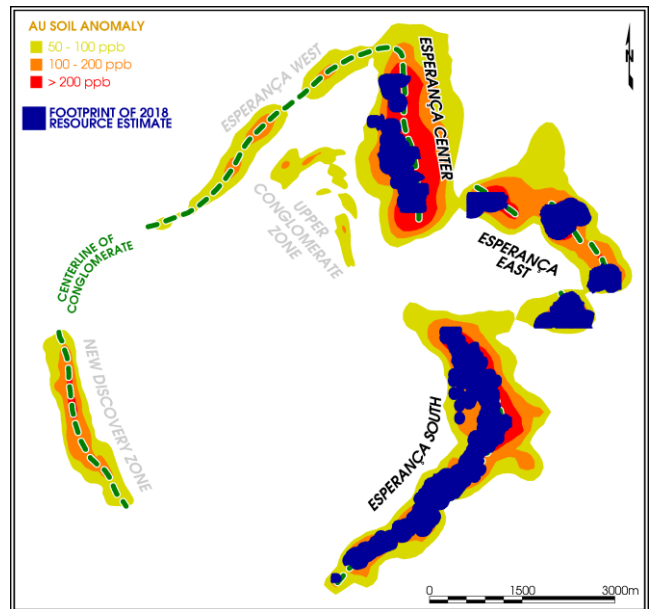 AU SOIL ANOMALY
50 - 100 ppb
100 - 200 ppb
> 200 ppb
FOOTPRINT OF 2018
RESOURCE ESTIMATE
N
ESPERANÇA WEST
ESPERANÇA CENTER
UPPER
CONGLOMERATE
ZONE
ESPERANÇA
EAST
CENTERLINE OF
CONGLOMERATE
NEW DISCOVERY ZONE
ESPERANÇA SOUTH
0 1500 3000m